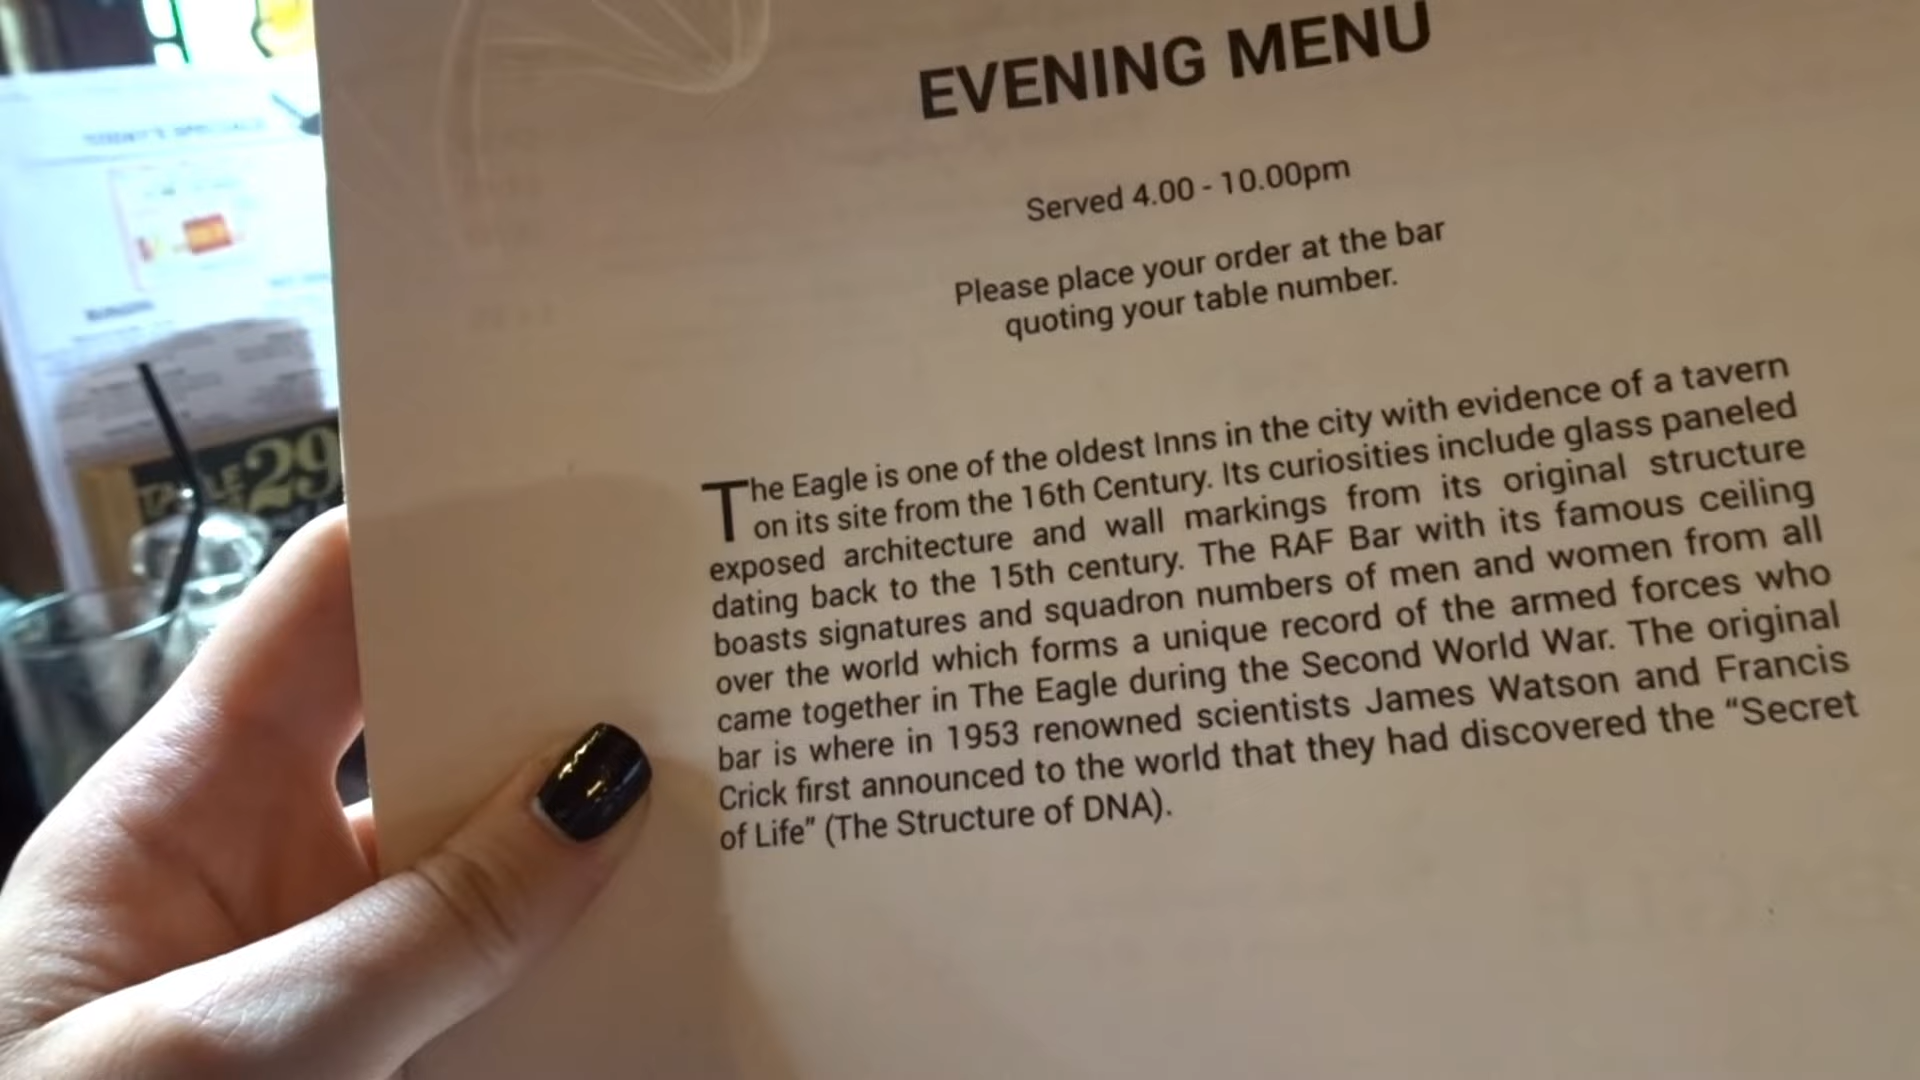 EVENING MENU
Served 4.00 - 10.00pm
Please place your order at the bar
quoting your table number.
The Eagle is one of the oldest Inns in the city with evidence of a tavern
on its site from the 16th Century. Its curiosities include glass paneled
exposed architecture and wall markings from its original structure
dating back to the 15th century. The RAF Bar with its famous ceiling
boasts signatures and squadron numbers of men and women from all
over the world which forms a unique record of the armed forces who
came together in The Eagle during the Second World War. The original
bar is where in 1953 renowned scientists James Watson and Francis
Crick first announced to the world that they had discovered the “Secret
of Life” (The Structure of DNA).
TODAY'S SPECIALS
TABLE
29